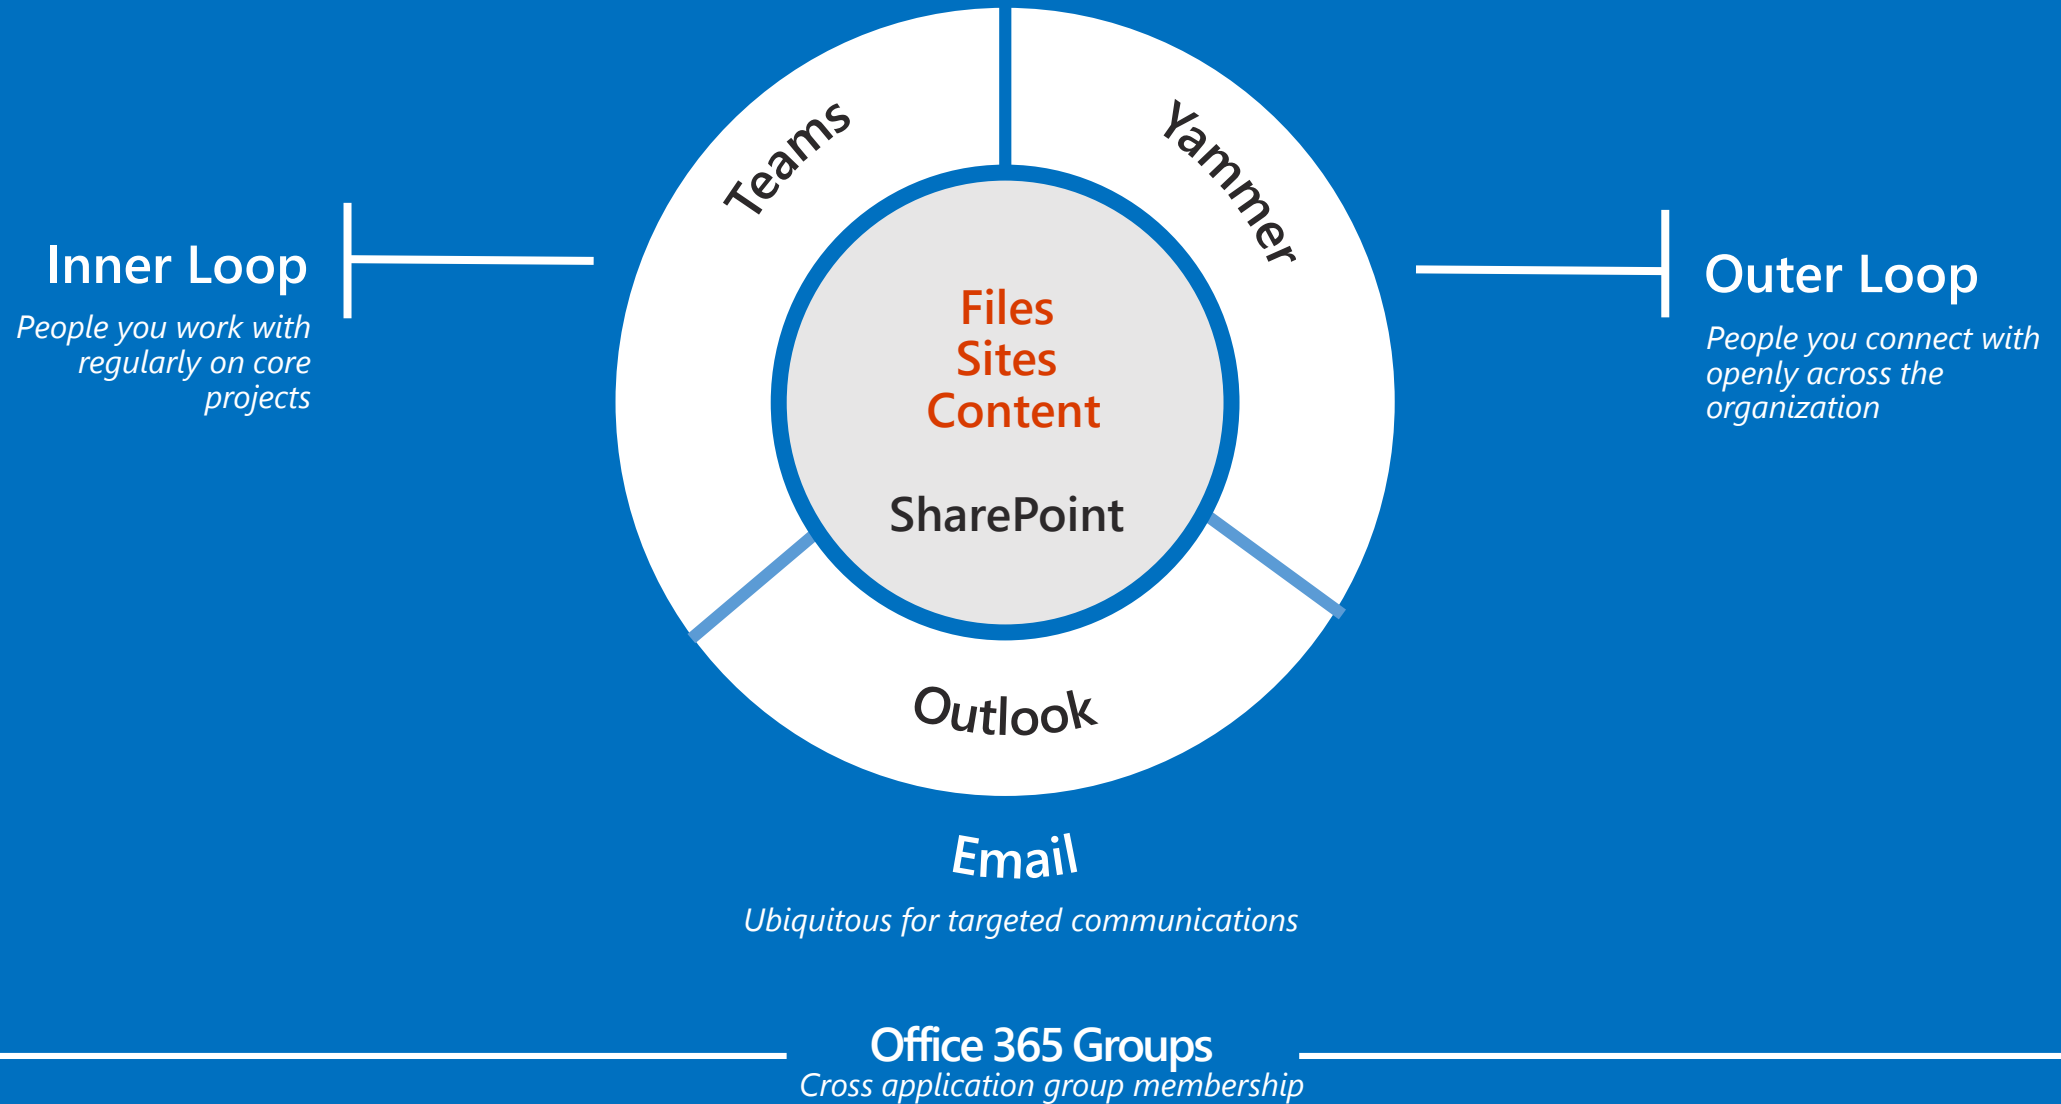 Teams
Yammer
Inner Loop
People you work with
regularly on core
projects
Files
Sites
Content
SharePoint
Outer Loop
People you connect with
openly across the
organization
Outlook
Email
Ubiquitous for targeted communications
Office 365 Groups
Cross application group membership